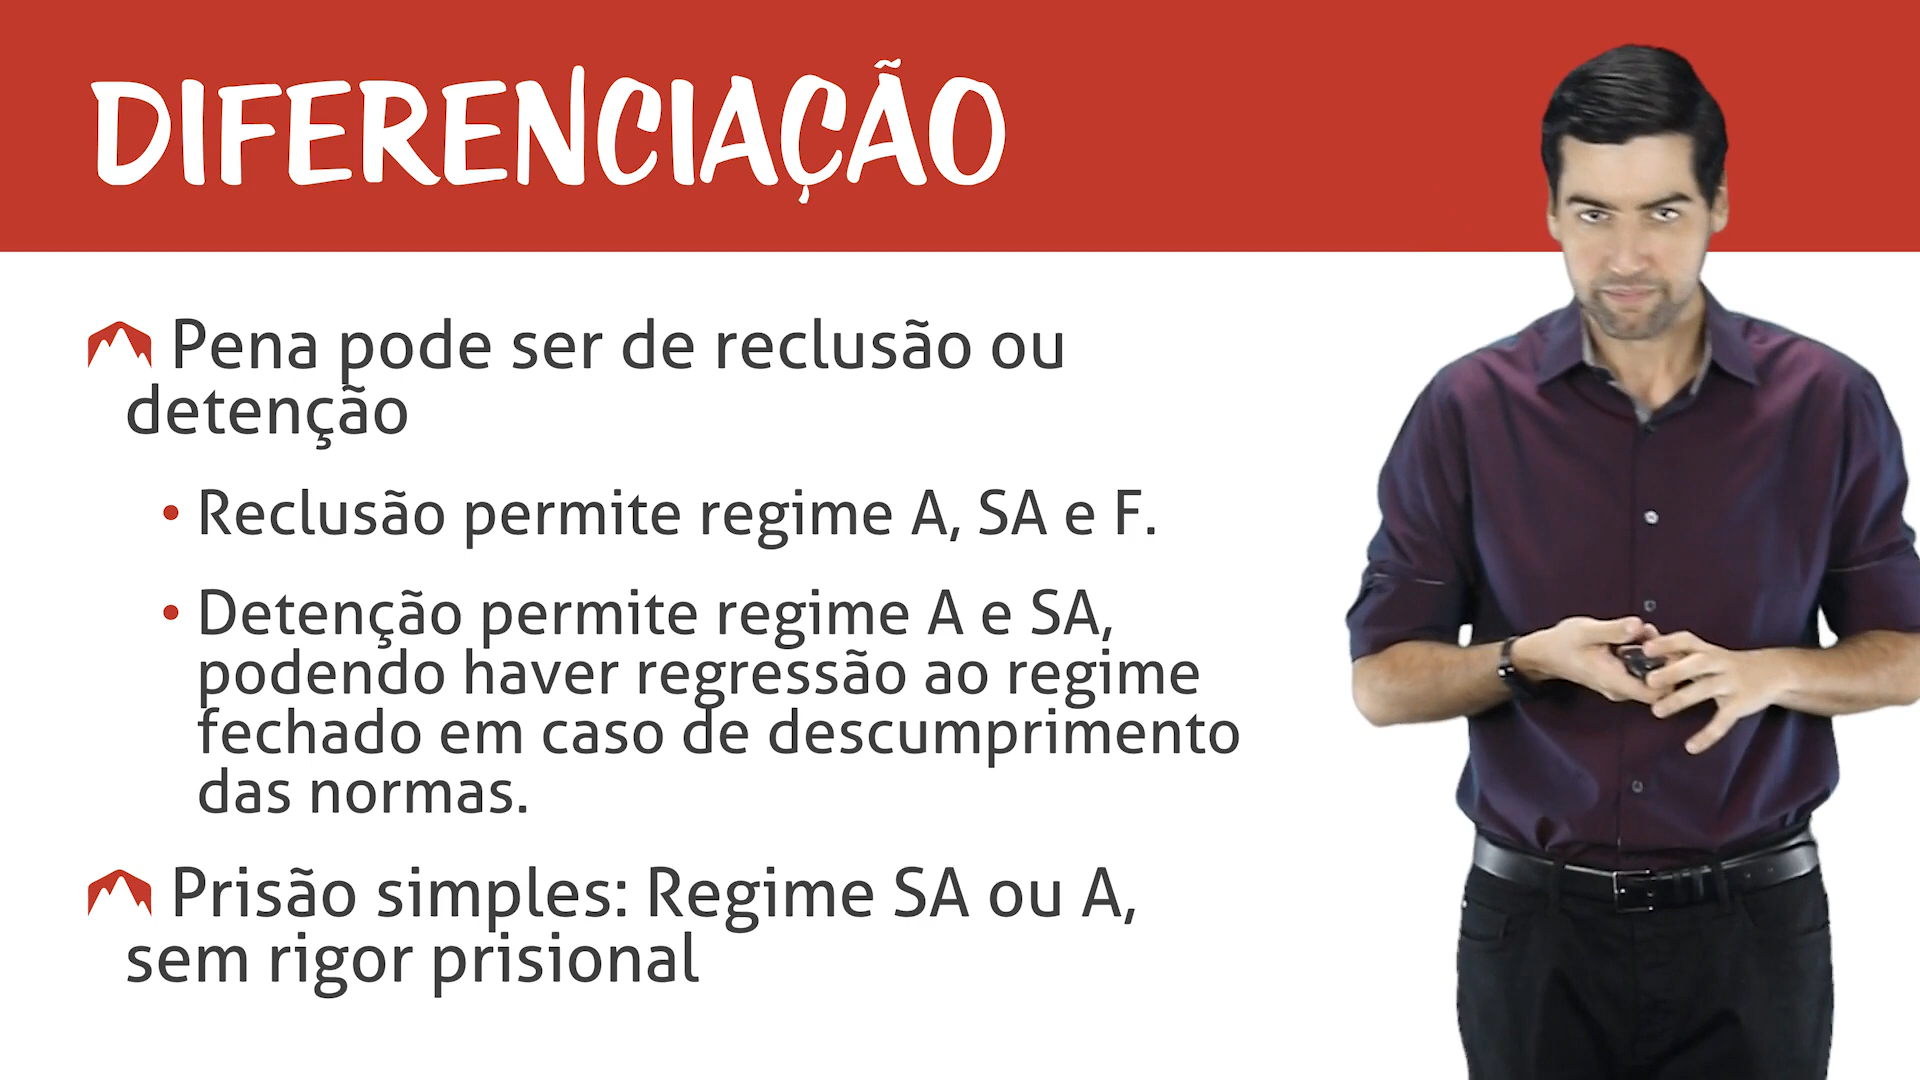 DIFERENCIAÇÃO
Pena pode ser de reclusão ou
detenção
• Reclusão permite regime A, SA e F.
• Detenção permite regime A e SA,
podendo haver regressão ao regime
fechado em caso de descumprimento
das normas.
Prisão simples: Regime SA ou A,
sem rigor prisional